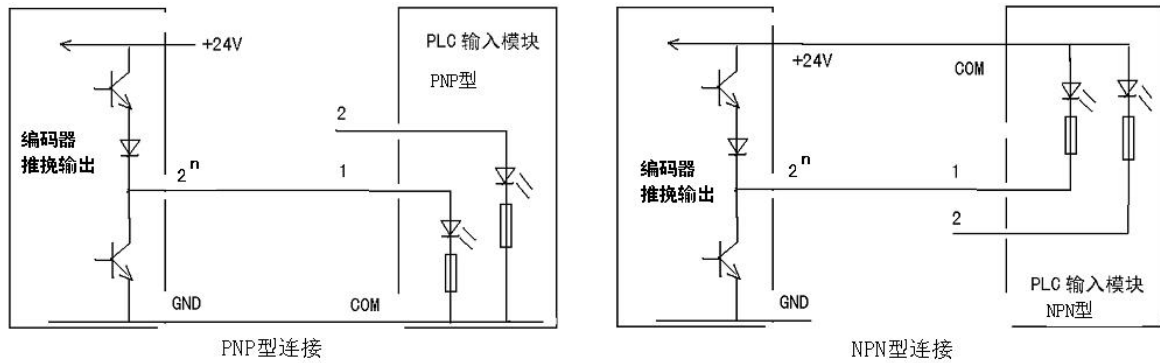 +24V
PLC 输入模块
PNP型
2
编码器
推挽输出
2ⁿ
1
GND
COM
PNP型连接
+24V
COM
编码器
推挽输出
2ⁿ
1
2
GND
PLC 输入模块
NPN型
NPN型连接